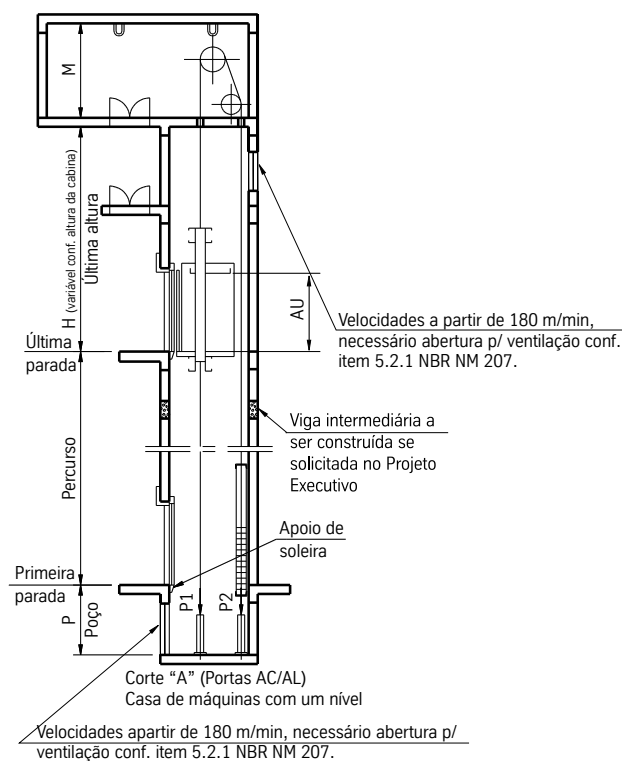 M
H (variável conf. altura da cabina)
Última altura
AU
Velocidades a partir de 180 m/min,
necessário abertura p/ ventilação conf.
item 5.2.1 NBR NM 207.
Última
parada
Viga intermediária a
ser construída se
solicitada no Projeto
Executivo
Percurso
Apoio de
soleira
Primeira
parada
P
Poço
P1
P2
Corte “A” (Portas AC/AL)
Casa de máquinas com um nível
Velocidades apartir de 180 m/min, necessário abertura p/
ventilação conf. item 5.2.1 NBR NM 207.